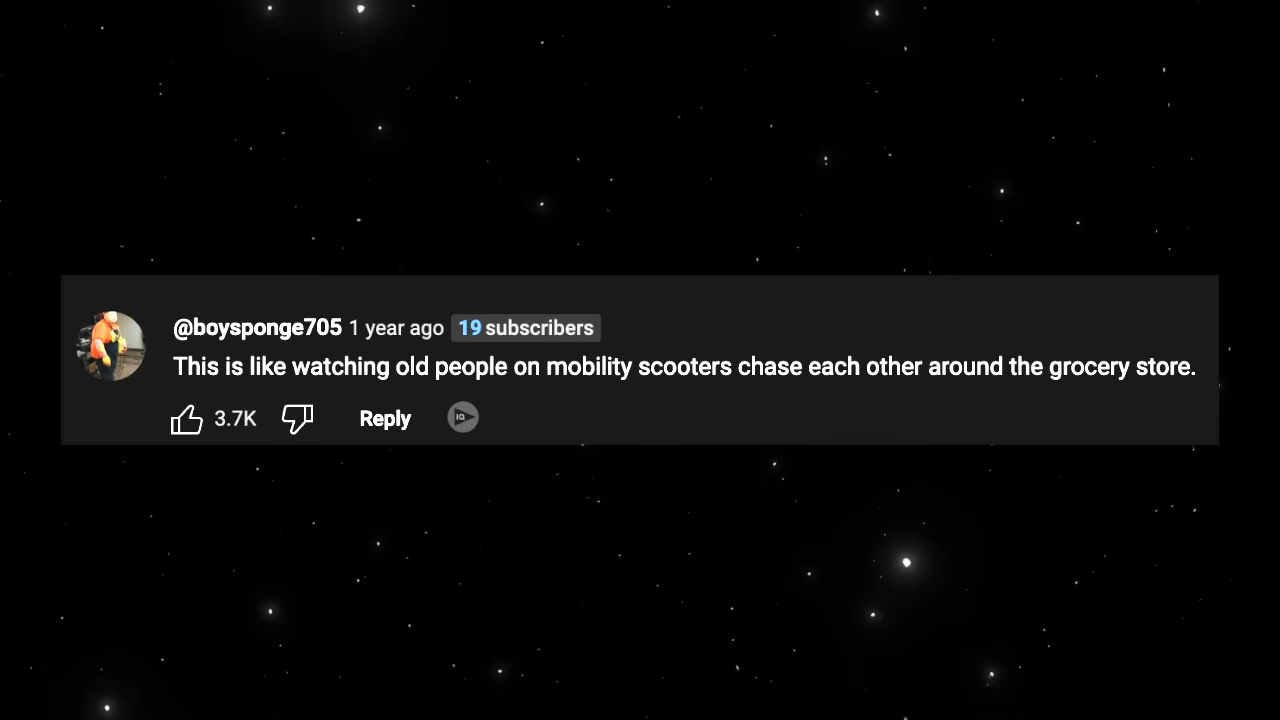 @boysponge705 1 year ago 19 subscribers
This is like watching old people on mobility scooters chase each other around the grocery store.
3.7K Reply IQ